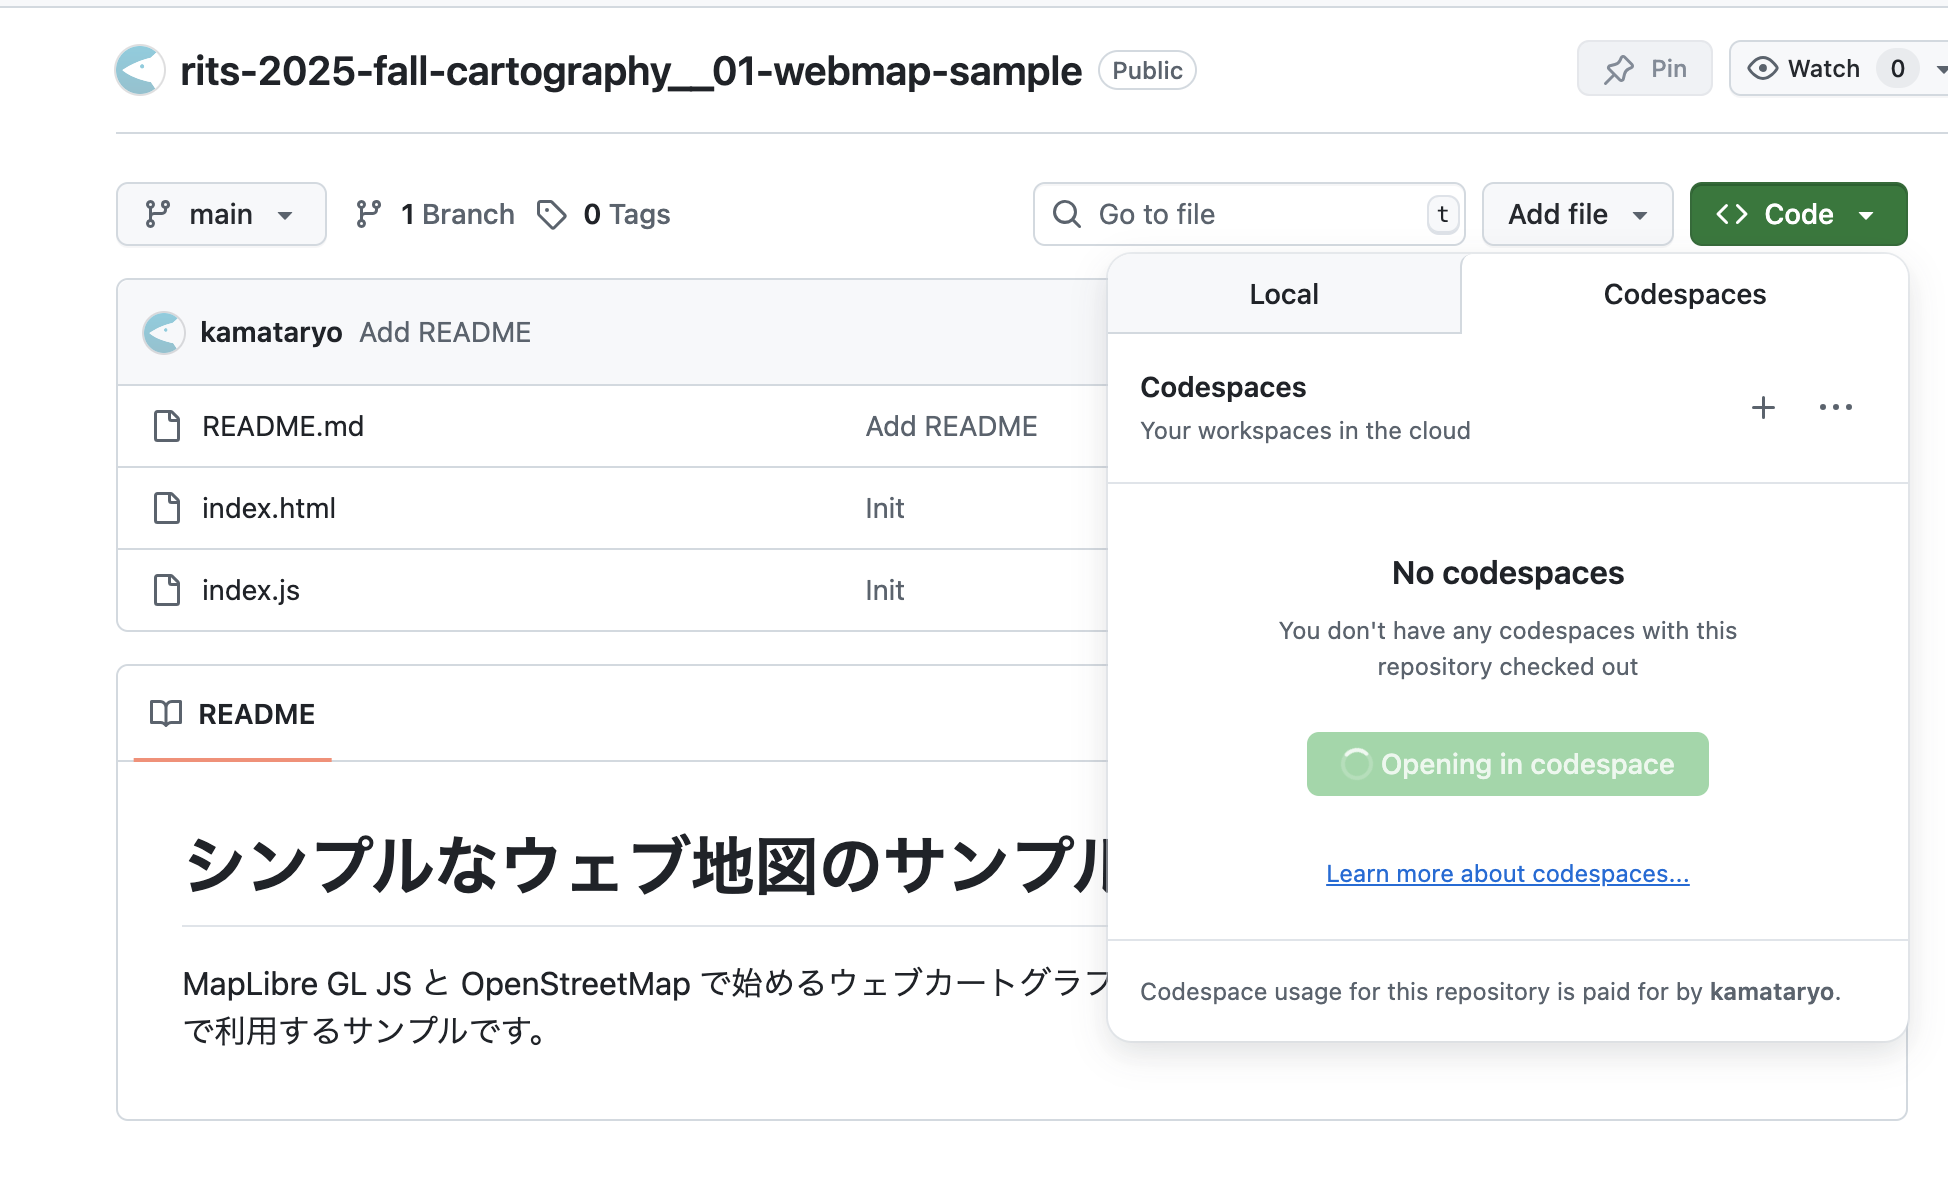 rits-2025-fall-cartography__01-webmap-sample Public Pin Watch 0
main 1 Branch 0 Tags Go to file t Add file Code
Local Codespaces
kamataryo Add README
Codespaces
Your workspaces in the cloud
README.md Add README
index.html Init
index.js Init
No codespaces
You don't have any codespaces with this
repository checked out
Opening in codespace
Learn more about codespaces...
Codespace usage for this repository is paid for by kamataryo.
README
シンプルなウェブ地図のサンプル
MapLibre GL JS と OpenStreetMap で始めるウェブカートグラフ
で利用するサンプルです。